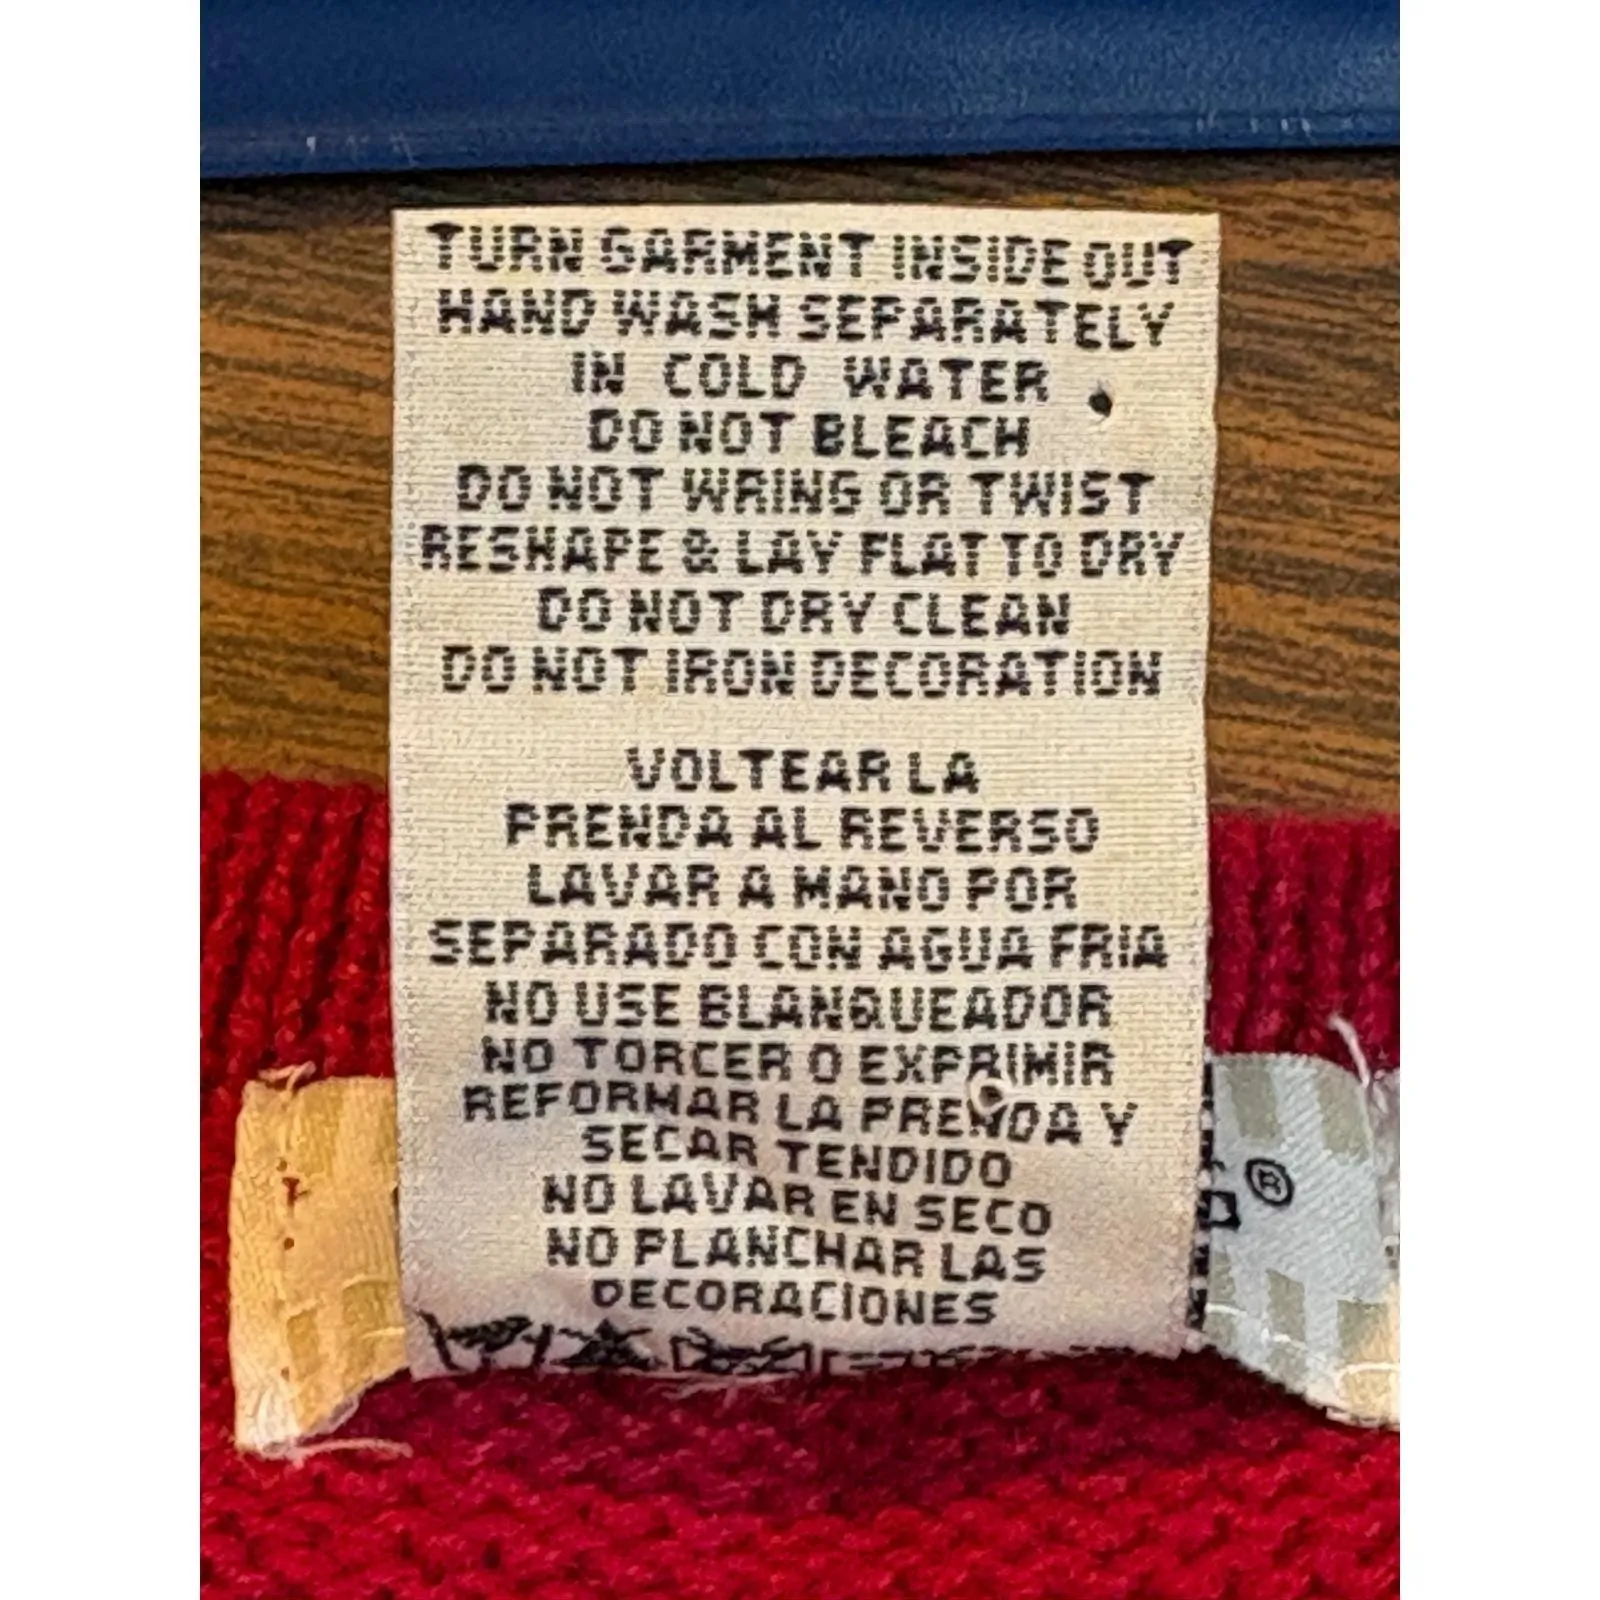 TURN GARMENT INSIDE OUT
HAND WASH SEPARATELY
IN COLD WATER
DO NOT BLEACH
DO NOT WRING OR TWIST
RESHAPE & LAY FLAT TO DRY
DO NOT DRY CLEAN
DO NOT IRON DECORATION
VOLTEAR LA
PRENDA AL REVERSO
LAVAR A MANO POR
SEPARADO CON AGUA FRIA
NO USE BLANQUEADOR
NO TORCER O EXPRIMIR
REFORMAR LA PRENDA Y
SECAR TENDIDO
NO LAVAR EN SECO
NO PLANCHAR LAS
DECORACIONES
®